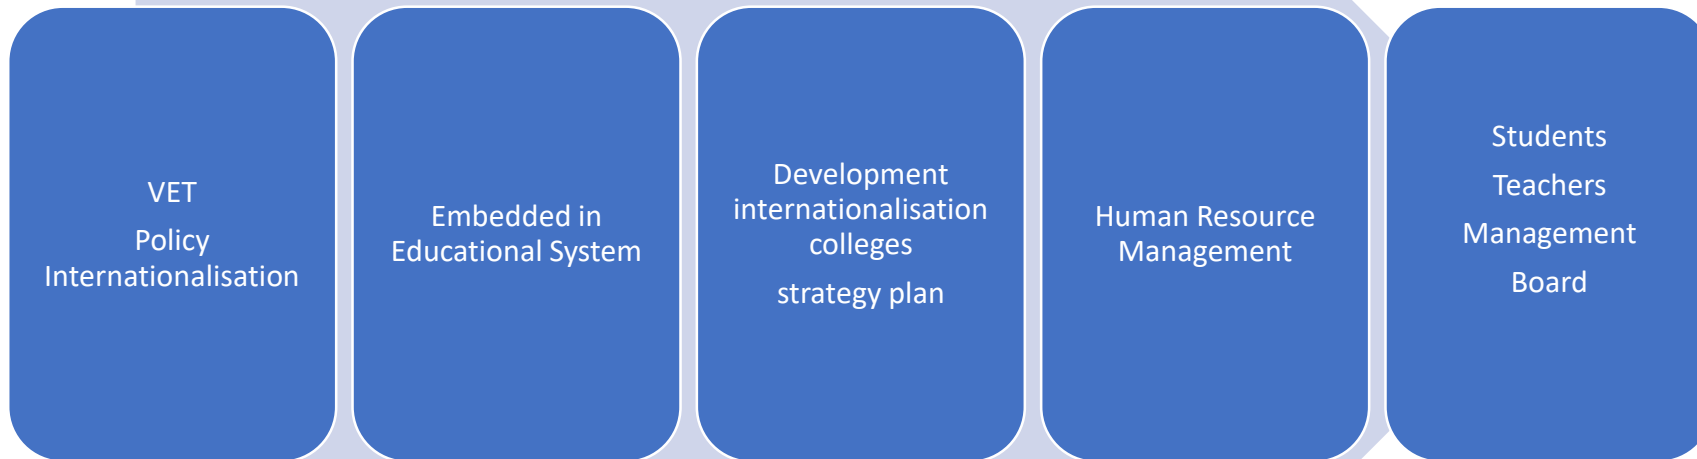 VET
Policy
Internationalisation
Embedded in
Educational System
Development
internationalisation
colleges
strategy plan
Human Resource
Management
Students
Teachers
Management
Board